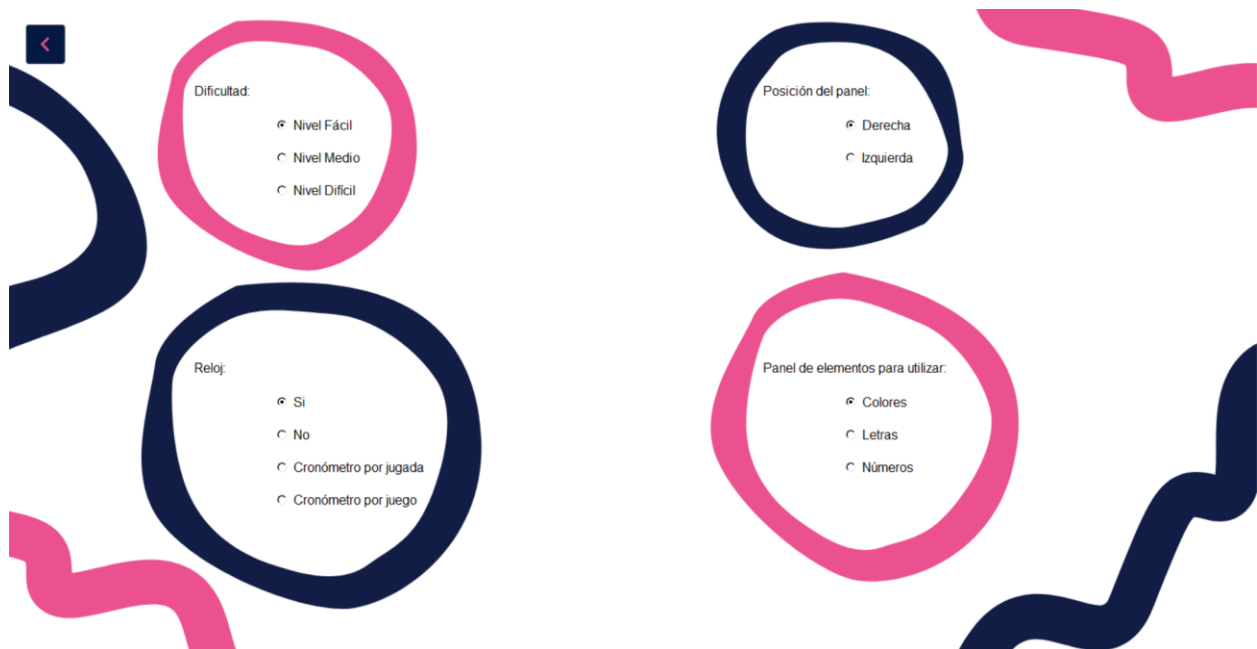 Dificultad:
Nivel Fácil
Nivel Medio
Nivel Difícil
Reloj:
Si
No
Cronómetro por jugada
Cronómetro por juego
Posición del panel:
Derecha
Izquierda
Panel de elementos para utilizar:
Colores
Letras
Números